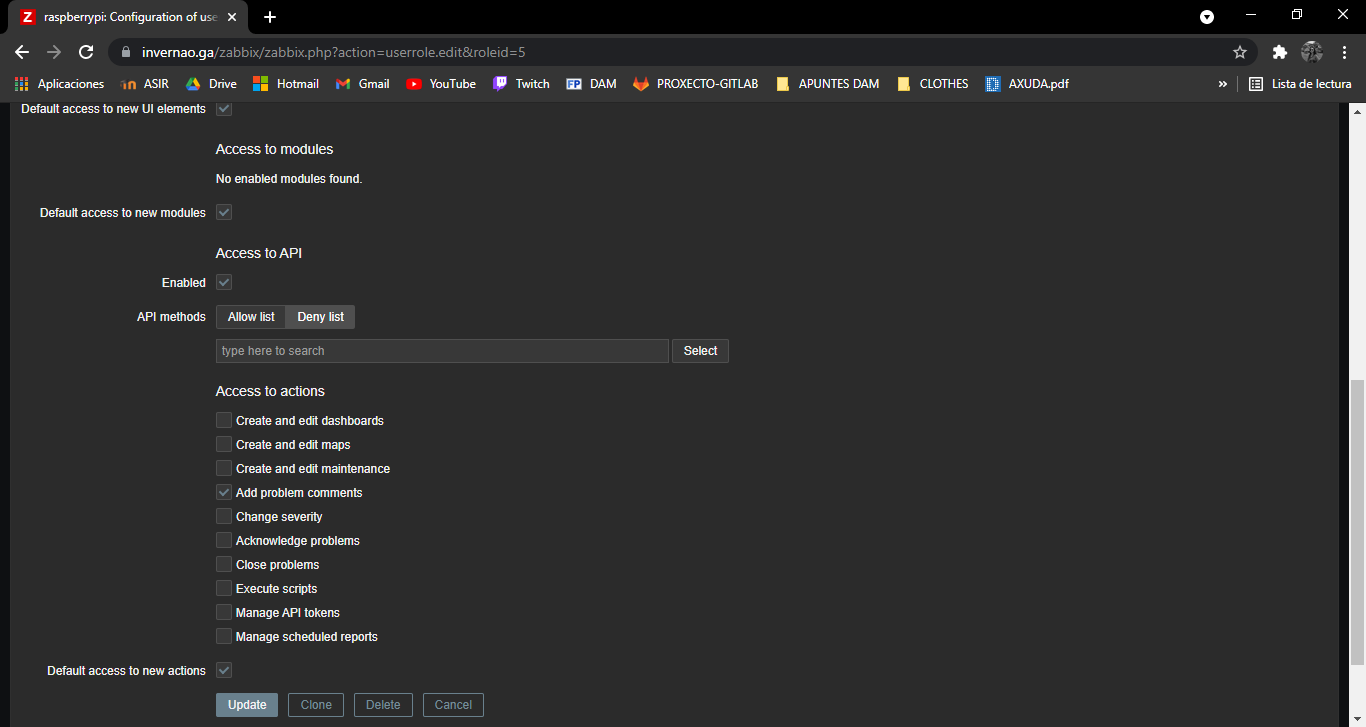 Z raspberrypi: Configuration of use
invernao.ga/zabbix/zabbix.php?action=userrole.edit&roleid=5
Aplicaciones ASIR Drive Hotmail Gmail YouTube Twitch FP DAM PROXECTO-GITLAB APUNTES DAM CLOTHES AXUDA.pdf » Lista de lectura
Default access to new UI elements
Access to modules
No enabled modules found.
Default access to new modules
Access to API
Enabled
API methods Allow list Deny list
type here to search Select
Access to actions
Create and edit dashboards
Create and edit maps
Create and edit maintenance
Add problem comments
Change severity
Acknowledge problems
Close problems
Execute scripts
Manage API tokens
Manage scheduled reports
Default access to new actions
Update Clone Delete Cancel